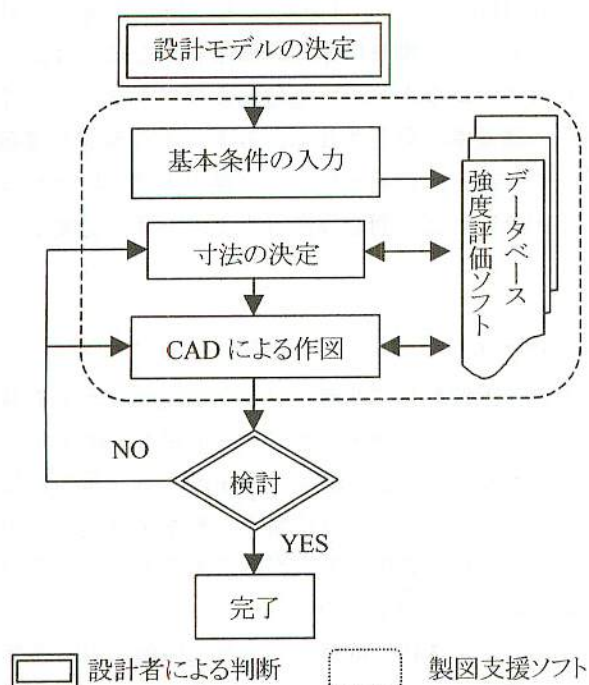 設計モデルの決定
基本条件の入力
データベース
強度評価ソフト
寸法の決定
CADによる作図
NO
検討
YES
完了
設計者による判断
製図支援ソフト